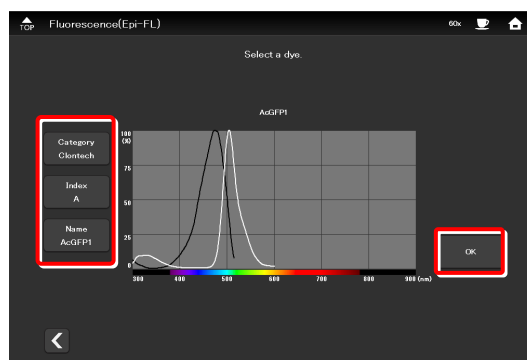 TOP Fluorescence(Epi-FL) 60x
Select a dye.
AcGFP1
Category
Clontech
Index
A
Name
AcGFP1
100
(%)
75
50
25
0
300 400 500 600 700 800 900 (nm)
OK